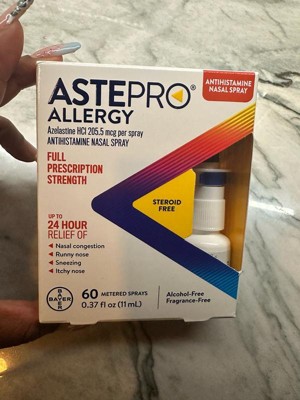 ASTEPRO®
ALLERGY
Azelastine HCl 205.5 mcg per spray
ANTIHISTAMINE NASAL SPRAY
ANTIHISTAMINE
NASAL SPRAY
FULL
PRESCRIPTION
STRENGTH
STEROID
FREE
UP TO
24 HOUR
RELIEF OF
Nasal congestion
Runny nose
Sneezing
Itchy nose
BAYER
BAYER
60 METERED SPRAYS
0.37 fl oz (11 mL)
Alcohol-Free
Fragrance-Free